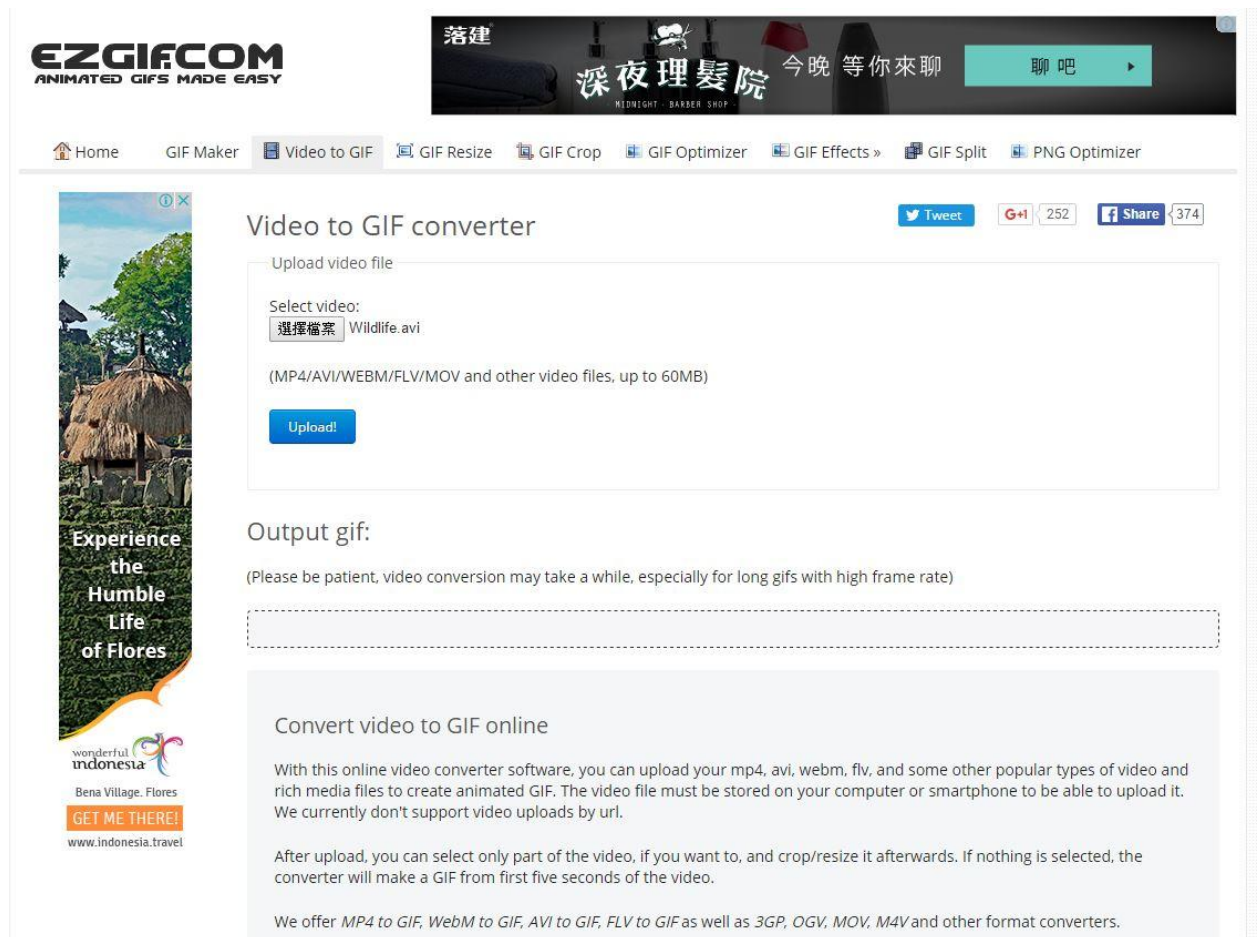 EZGIF.COM
ANIMATED GIFS MADE EASY
落建
深夜理髮院
MIDNIGHT · BARBER SHOP
今晚 等你來聊
聊吧
Home GIF Maker Video to GIF GIF Resize GIF Crop GIF Optimizer GIF Effects » GIF Split PNG Optimizer
Experience
the
Humble
Life
of Flores
wonderful
indonesia
Bena Village. Flores
GET ME THERE!
www.indonesia.travel
Video to GIF converter
Tweet G+1 252 Share 374
Upload video file
Select video:
選擇檔案 Wildlife.avi
(MP4/AVI/WEBM/FLV/MOV and other video files, up to 60MB)
Upload!
Output gif:
(Please be patient, video conversion may take a while, especially for long gifs with high frame rate)
Convert video to GIF online
With this online video converter software, you can upload your mp4, avi, webm, flv, and some other popular types of video and
rich media files to create animated GIF. The video file must be stored on your computer or smartphone to be able to upload it.
We currently don't support video uploads by url.
After upload, you can select only part of the video, if you want to, and crop/resize it afterwards. If nothing is selected, the
converter will make a GIF from first five seconds of the video.
We offer MP4 to GIF, WebM to GIF, AVI to GIF, FLV to GIF as well as 3GP, OGV, MOV, M4V and other format converters.